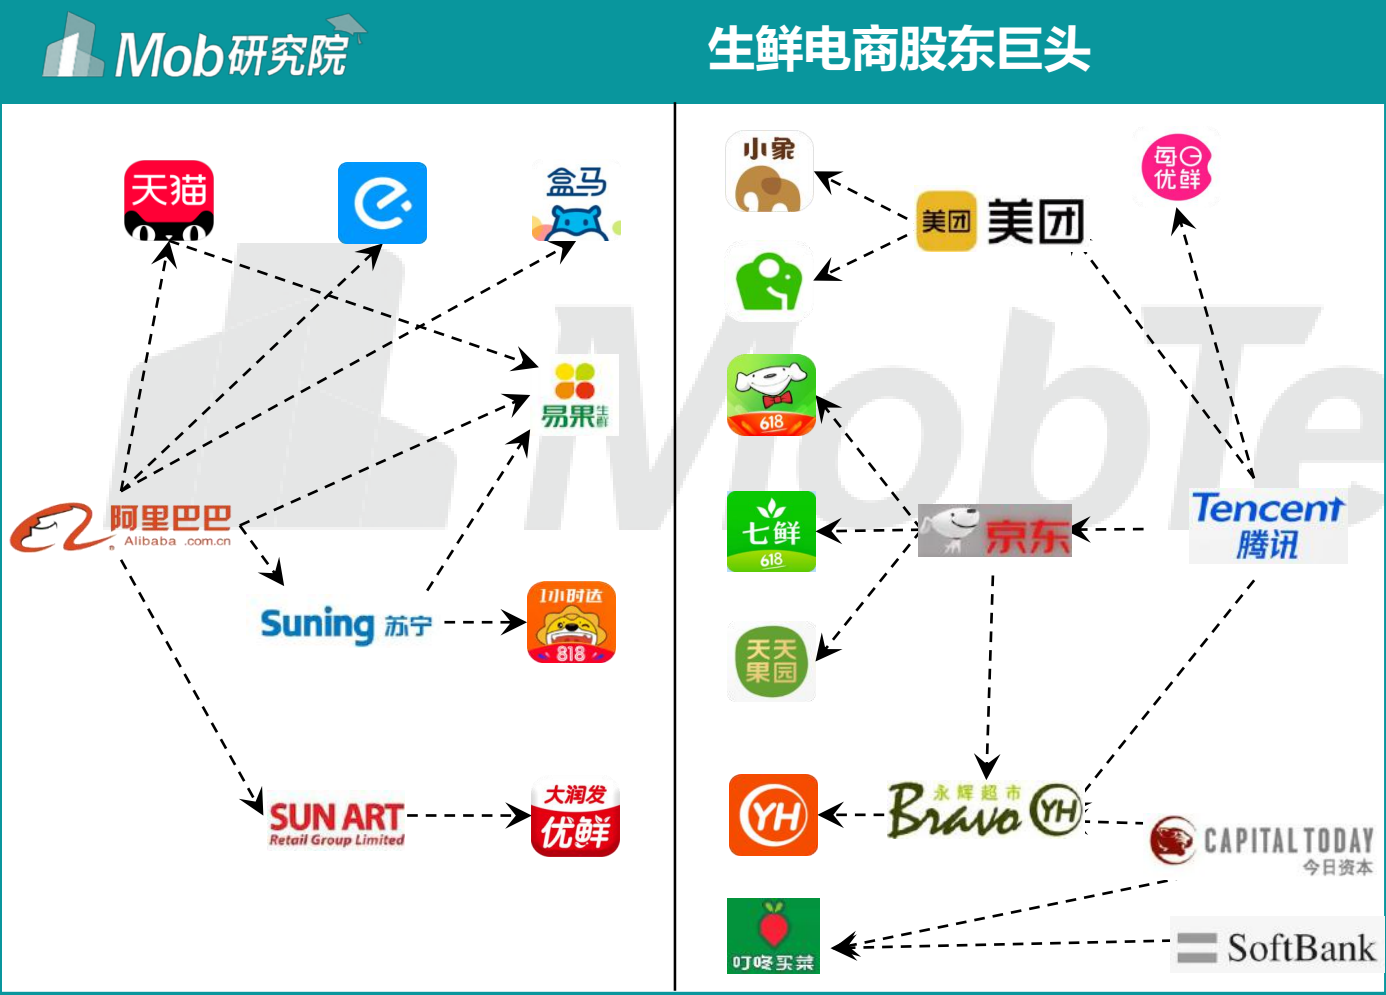 Mob研究院
生鲜电商股东巨头
天猫
盒马
易果生鲜
阿里巴巴
Alibaba.com.cn
Suning 苏宁
1小时达
818
SUN ART
Retail Group Limited
大润发
优鲜
小象
美团 美团
每日
优鲜
618
七鲜
618
京东
Tencent
腾讯
天天
果园
YH
永辉超市
Bravo YH
CAPITAL TODAY
今日资本
叮咚买菜
SoftBank
MobTe